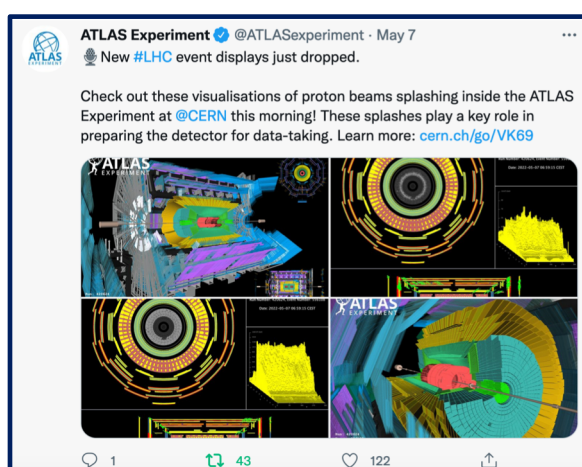 ATLAS Experiment @ATLASexperiment · May 7
ATLAS
EXPERIMENT
🎙️ New #LHC event displays just dropped.
Check out these visualisations of proton beams splashing inside the ATLAS
Experiment at @CERN this morning! These splashes play a key role in
preparing the detector for data-taking. Learn more: cern.ch/go/VK69
ATLAS
EXPERIMENT
ATLAS
EXPERIMENT
1 43 122